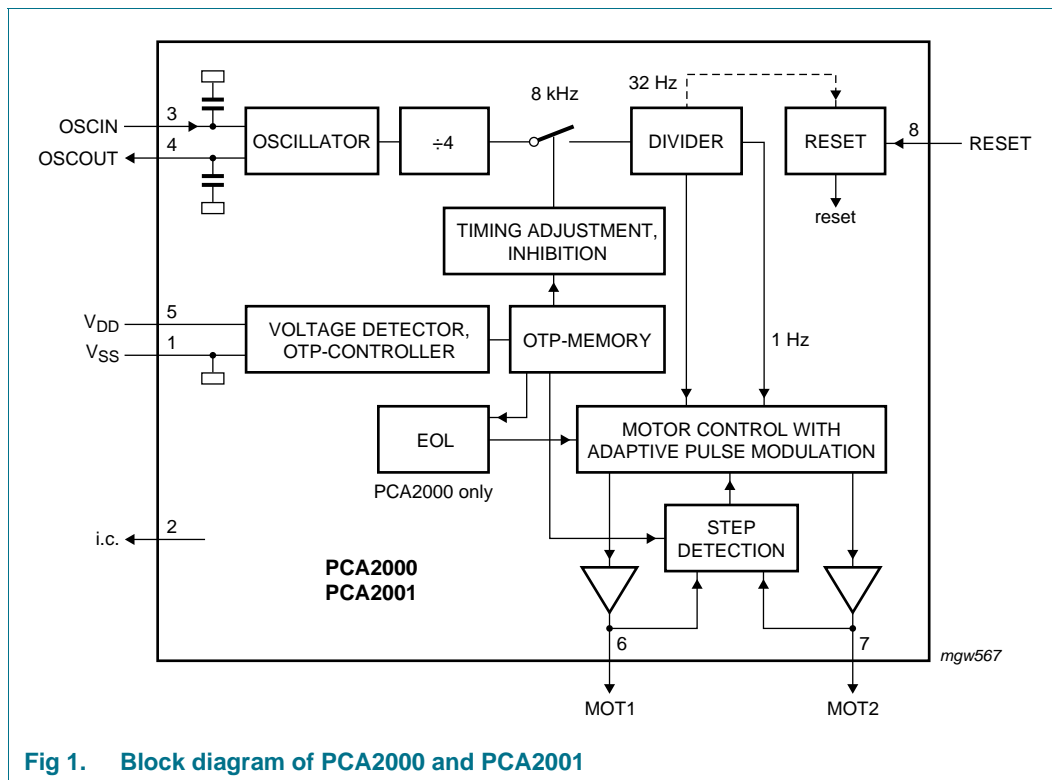 32 Hz
8 kHz
3
OSCIN
4
OSCOUT
OSCILLATOR
÷4
DIVIDER
RESET
8
RESET
reset
TIMING ADJUSTMENT,
INHIBITION
5
VDD
1
VSS
VOLTAGE DETECTOR,
OTP-CONTROLLER
OTP-MEMORY
1 Hz
EOL
PCA2000 only
MOTOR CONTROL WITH
ADAPTIVE PULSE MODULATION
2
i.c.
STEP
DETECTION
PCA2000
PCA2001
6
7
mgw567
MOT1
MOT2
Fig 1. Block diagram of PCA2000 and PCA2001